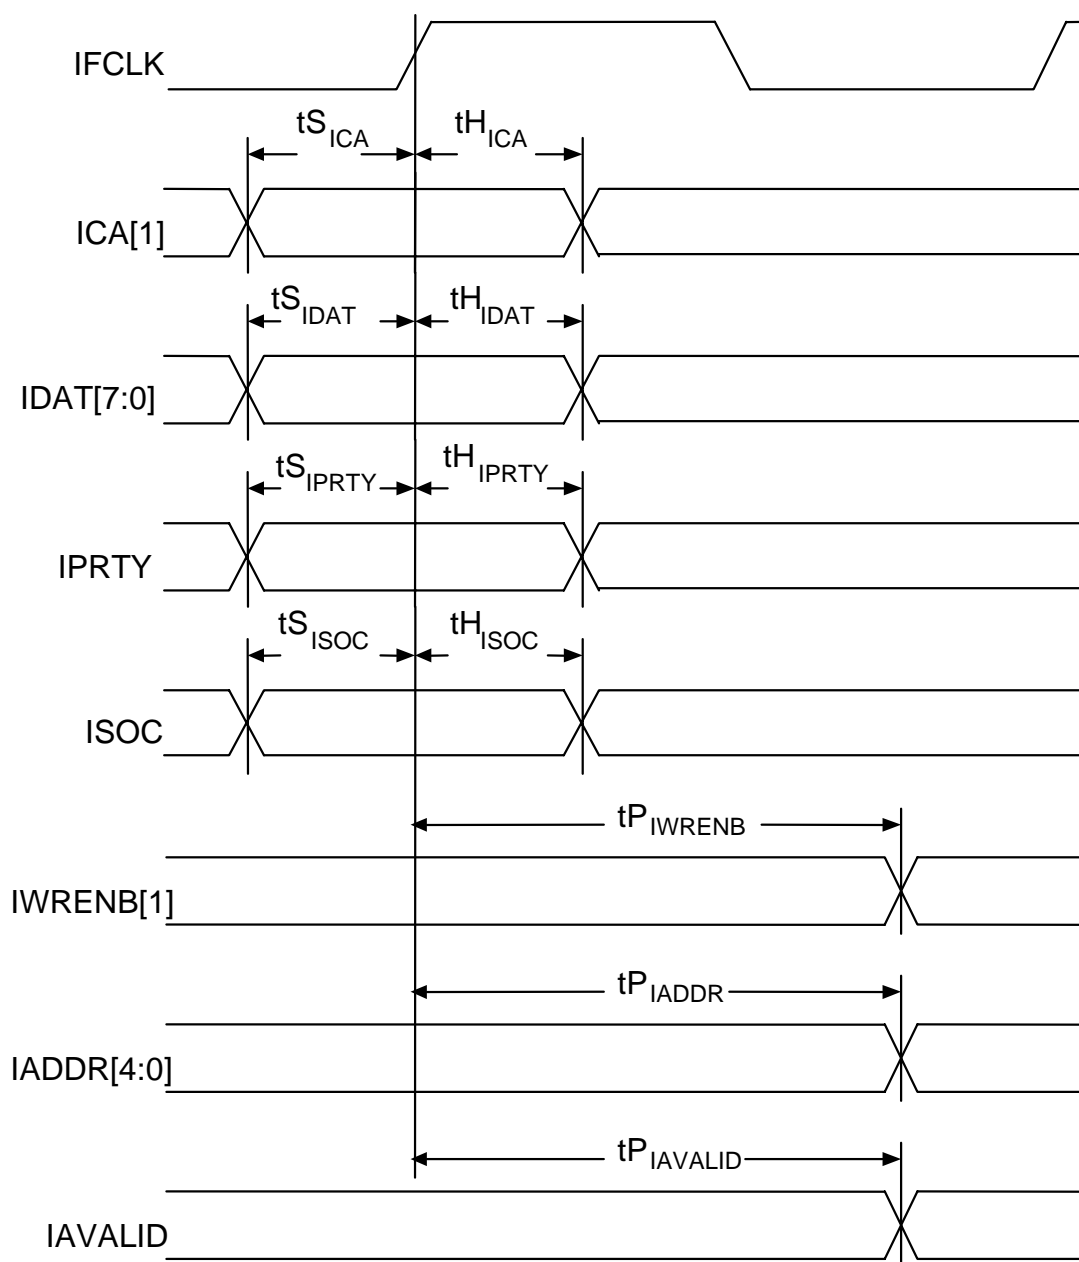 IFCLK
tS_ICA tH_ICA
ICA[1]
tS_IDAT tH_IDAT
IDAT[7:0]
tS_IPRTY tH_IPRTY
IPRTY
tS_ISOC tH_ISOC
ISOC
tP_IWRENB
IWRENB[1]
tP_IADDR
IADDR[4:0]
tP_IAVALID
IAVALID